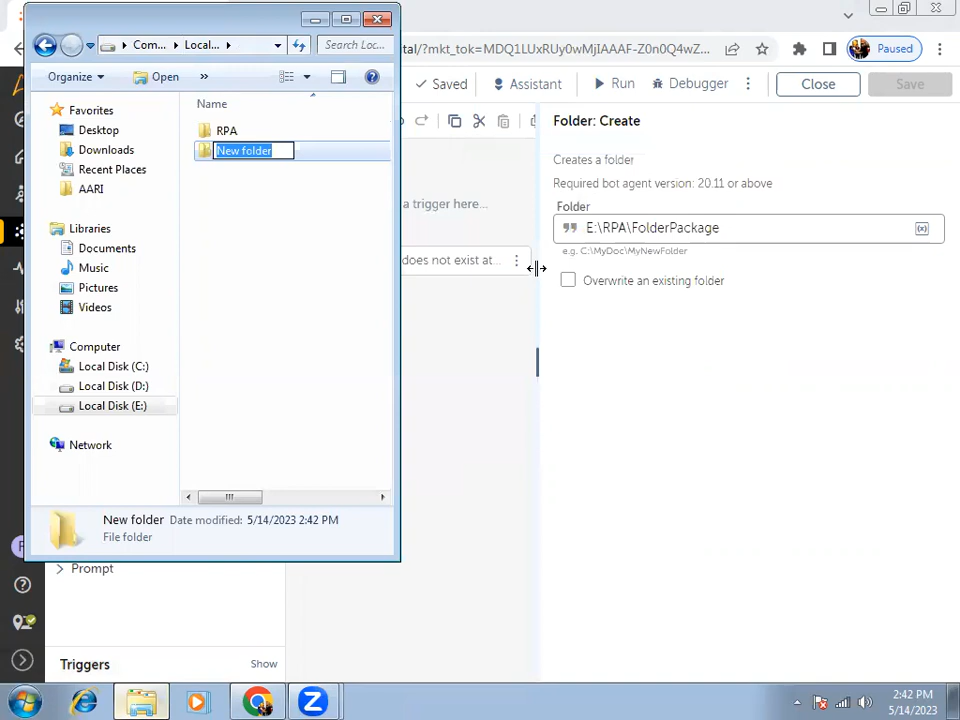 Com...
Local...
Search Loc...
Organize
Open
»
Name
Favorites
Desktop
Downloads
Recent Places
AARI
Libraries
Documents
Music
Pictures
Videos
Computer
Local Disk (C:)
Local Disk (D:)
Local Disk (E:)
Network
RPA
New folder
New folder Date modified: 5/14/2023 2:42 PM
File folder
tal/?mkt_tok=MDQ1LUxRUy0wMjIAAAF-Z0n0Q4wZ...
Paused
Saved
Assistant
Run
Debugger
Close
Save
a trigger here...
does not exist at...
Folder: Create
Creates a folder
Required bot agent version: 20.11 or above
Folder
E:\RPA\FolderPackage
(x)
e.g. C:\MyDoc\MyNewFolder
Overwrite an existing folder
Prompt
Triggers
Show
2:42 PM
5/14/2023